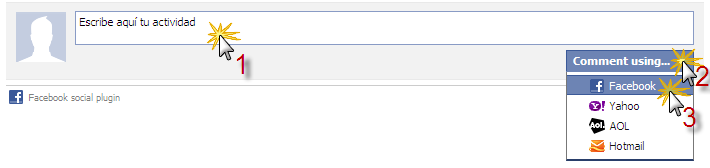 Escribe aquí tu actividad
1
Comment using...
2
Facebook
3
Facebook social plugin
Yahoo
AOL
Hotmail